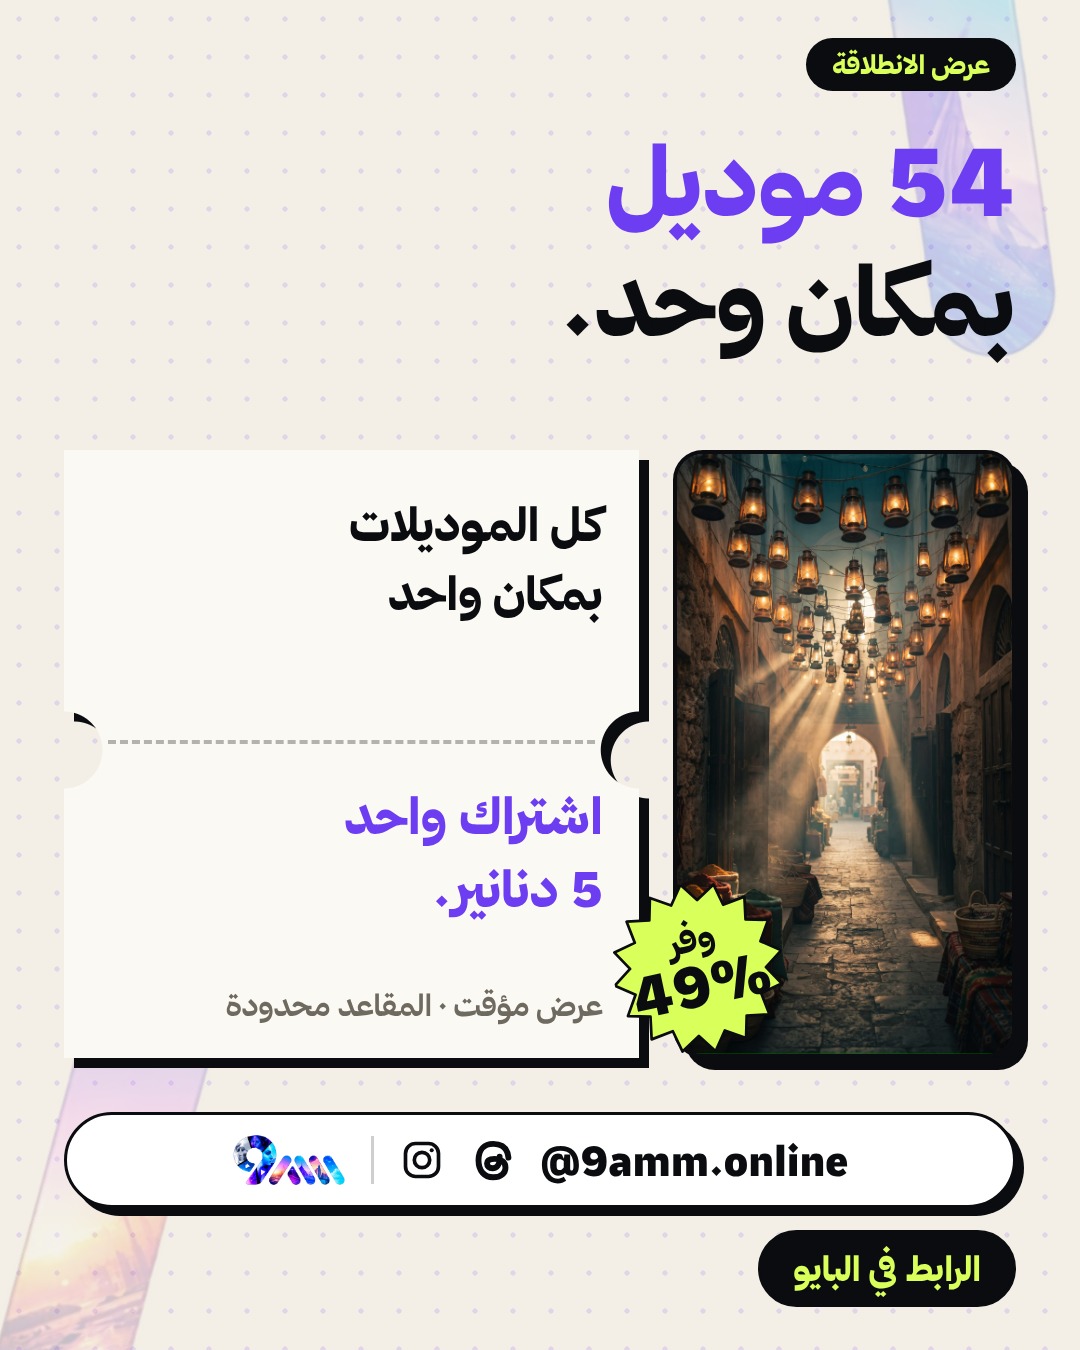 عرض الانطلاقة
54 موديل
بمكان وحد.
كل الموديلات
بمكان واحد
اشتراك واحد
5 دنانير.
عرض مؤقت · المقاعد محدودة
وفر
49%
9amm
@9amm.online
الرابط في البايو